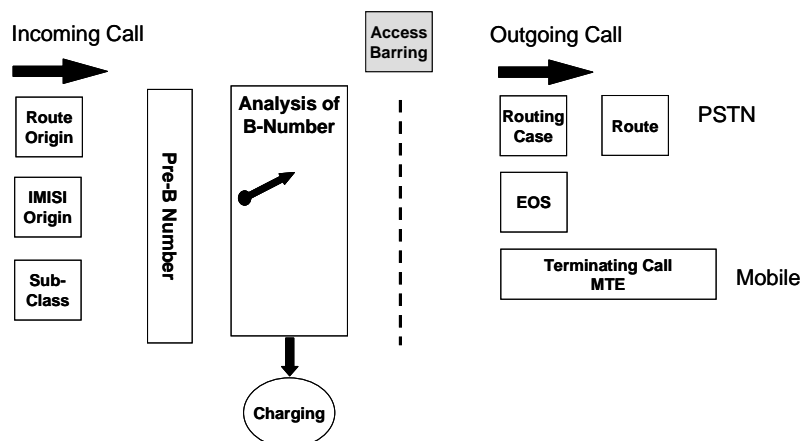 Incoming Call
Access
Barring
Outgoing Call
Route
Origin
IMISI
Origin
Sub-
Class
Pre-B Number
Analysis of
B-Number
Charging
Routing
Case
Route
PSTN
EOS
Terminating Call
MTE
Mobile